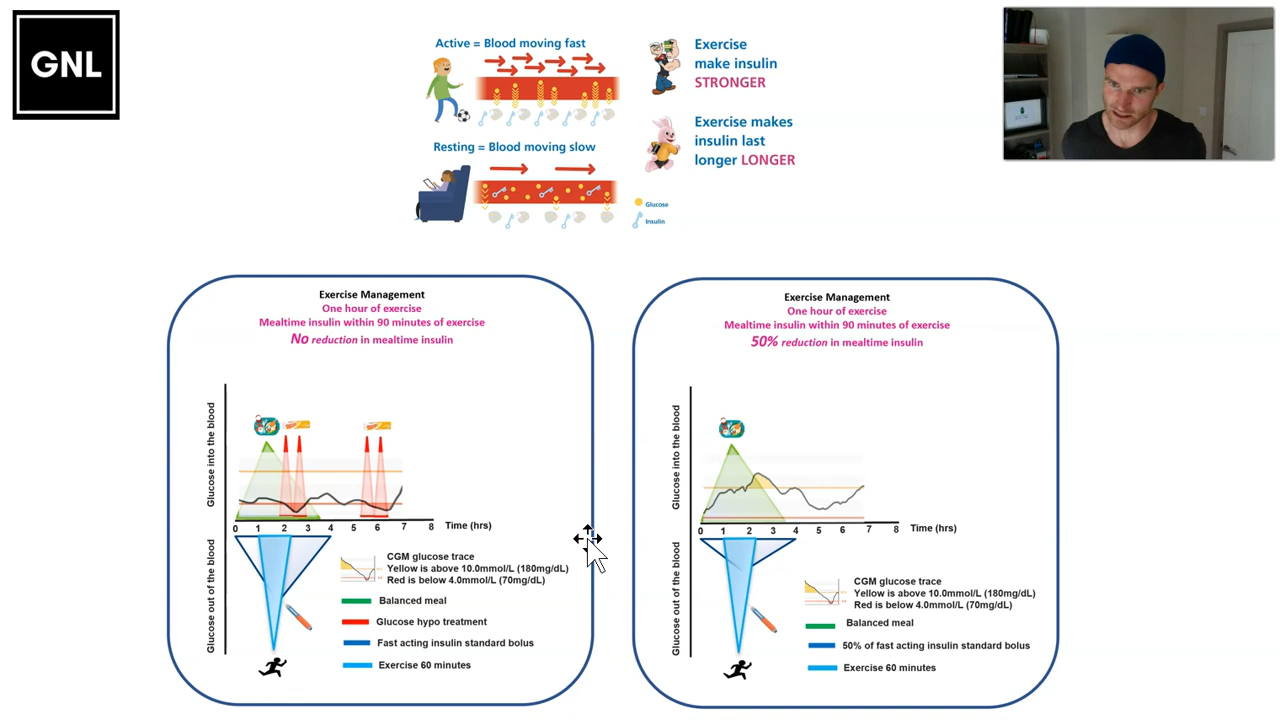 GNL
Active = Blood moving fast
Resting = Blood moving slow
Glucose
Insulin
Exercise
make insulin
STRONGER
Exercise makes
insulin last
longer LONGER
Exercise Management
One hour of exercise
Mealtime insulin within 90 minutes of exercise
No reduction in mealtime insulin
Glucose into the blood
0 1 2 3 4 5 6 7 8 Time (hrs)
Glucose out of the blood
CGM glucose trace
Yellow is above 10.0mmol/L (180mg/dL)
Red is below 4.0mmol/L (70mg/dL)
Balanced meal
Glucose hypo treatment
Fast acting insulin standard bolus
Exercise 60 minutes
Exercise Management
One hour of exercise
Mealtime insulin within 90 minutes of exercise
50% reduction in mealtime insulin
Glucose into the blood
0 1 2 3 4 5 6 7 8 Time (hrs)
Glucose out of the blood
CGM glucose trace
Yellow is above 10.0mmol/L (180mg/dL)
Red is below 4.0mmol/L (70mg/dL)
Balanced meal
50% of fast acting insulin standard bolus
Exercise 60 minutes